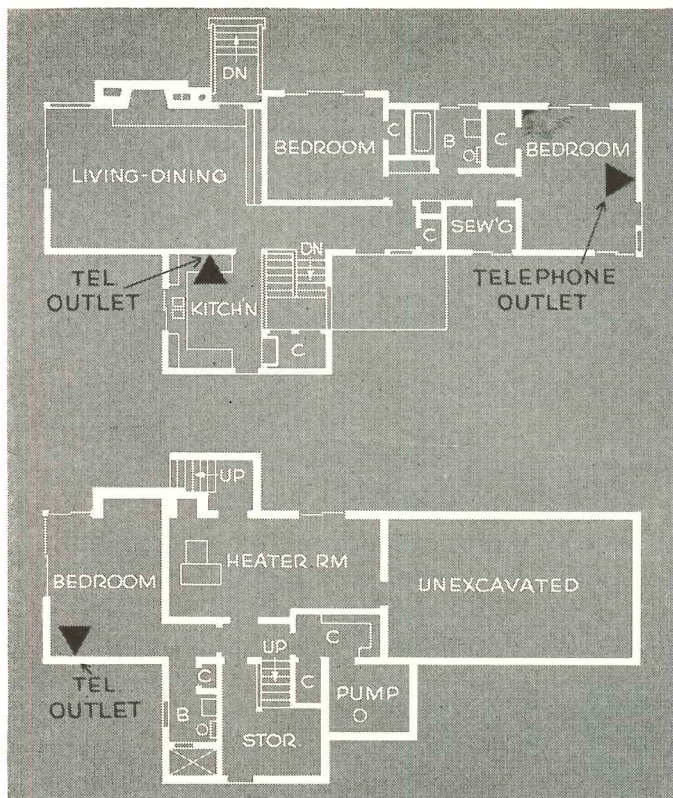 DN
BEDROOM
C
B
C
BEDROOM
LIVING-DINING
C
SEW'G
DN
TEL
OUTLET
KITCH'N
TELEPHONE
OUTLET
C
UP
BEDROOM
HEATER RM
UNEXCAVATED
UP
C
TEL
OUTLET
C
C
PUMP
B
STOR.